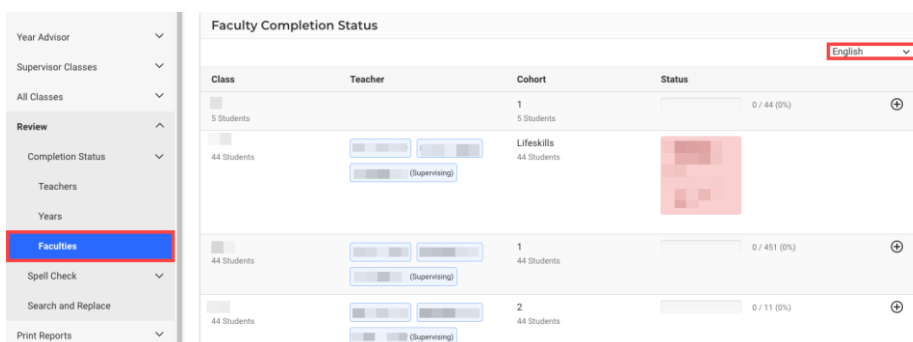 Year Advisor
Supervisor Classes
All Classes
Review
Completion Status
Teachers
Years
Faculties
Spell Check
Search and Replace
Print Reports
Faculty Completion Status
English
Class Teacher Cohort Status
1 0 / 44 (0%)
5 Students 5 Students
Lifeskills
44 Students 44 Students
(Supervising)
1 0 / 451 (0%)
44 Students 44 Students
(Supervising)
2 0 / 11 (0%)
44 Students 44 Students
(Supervising)